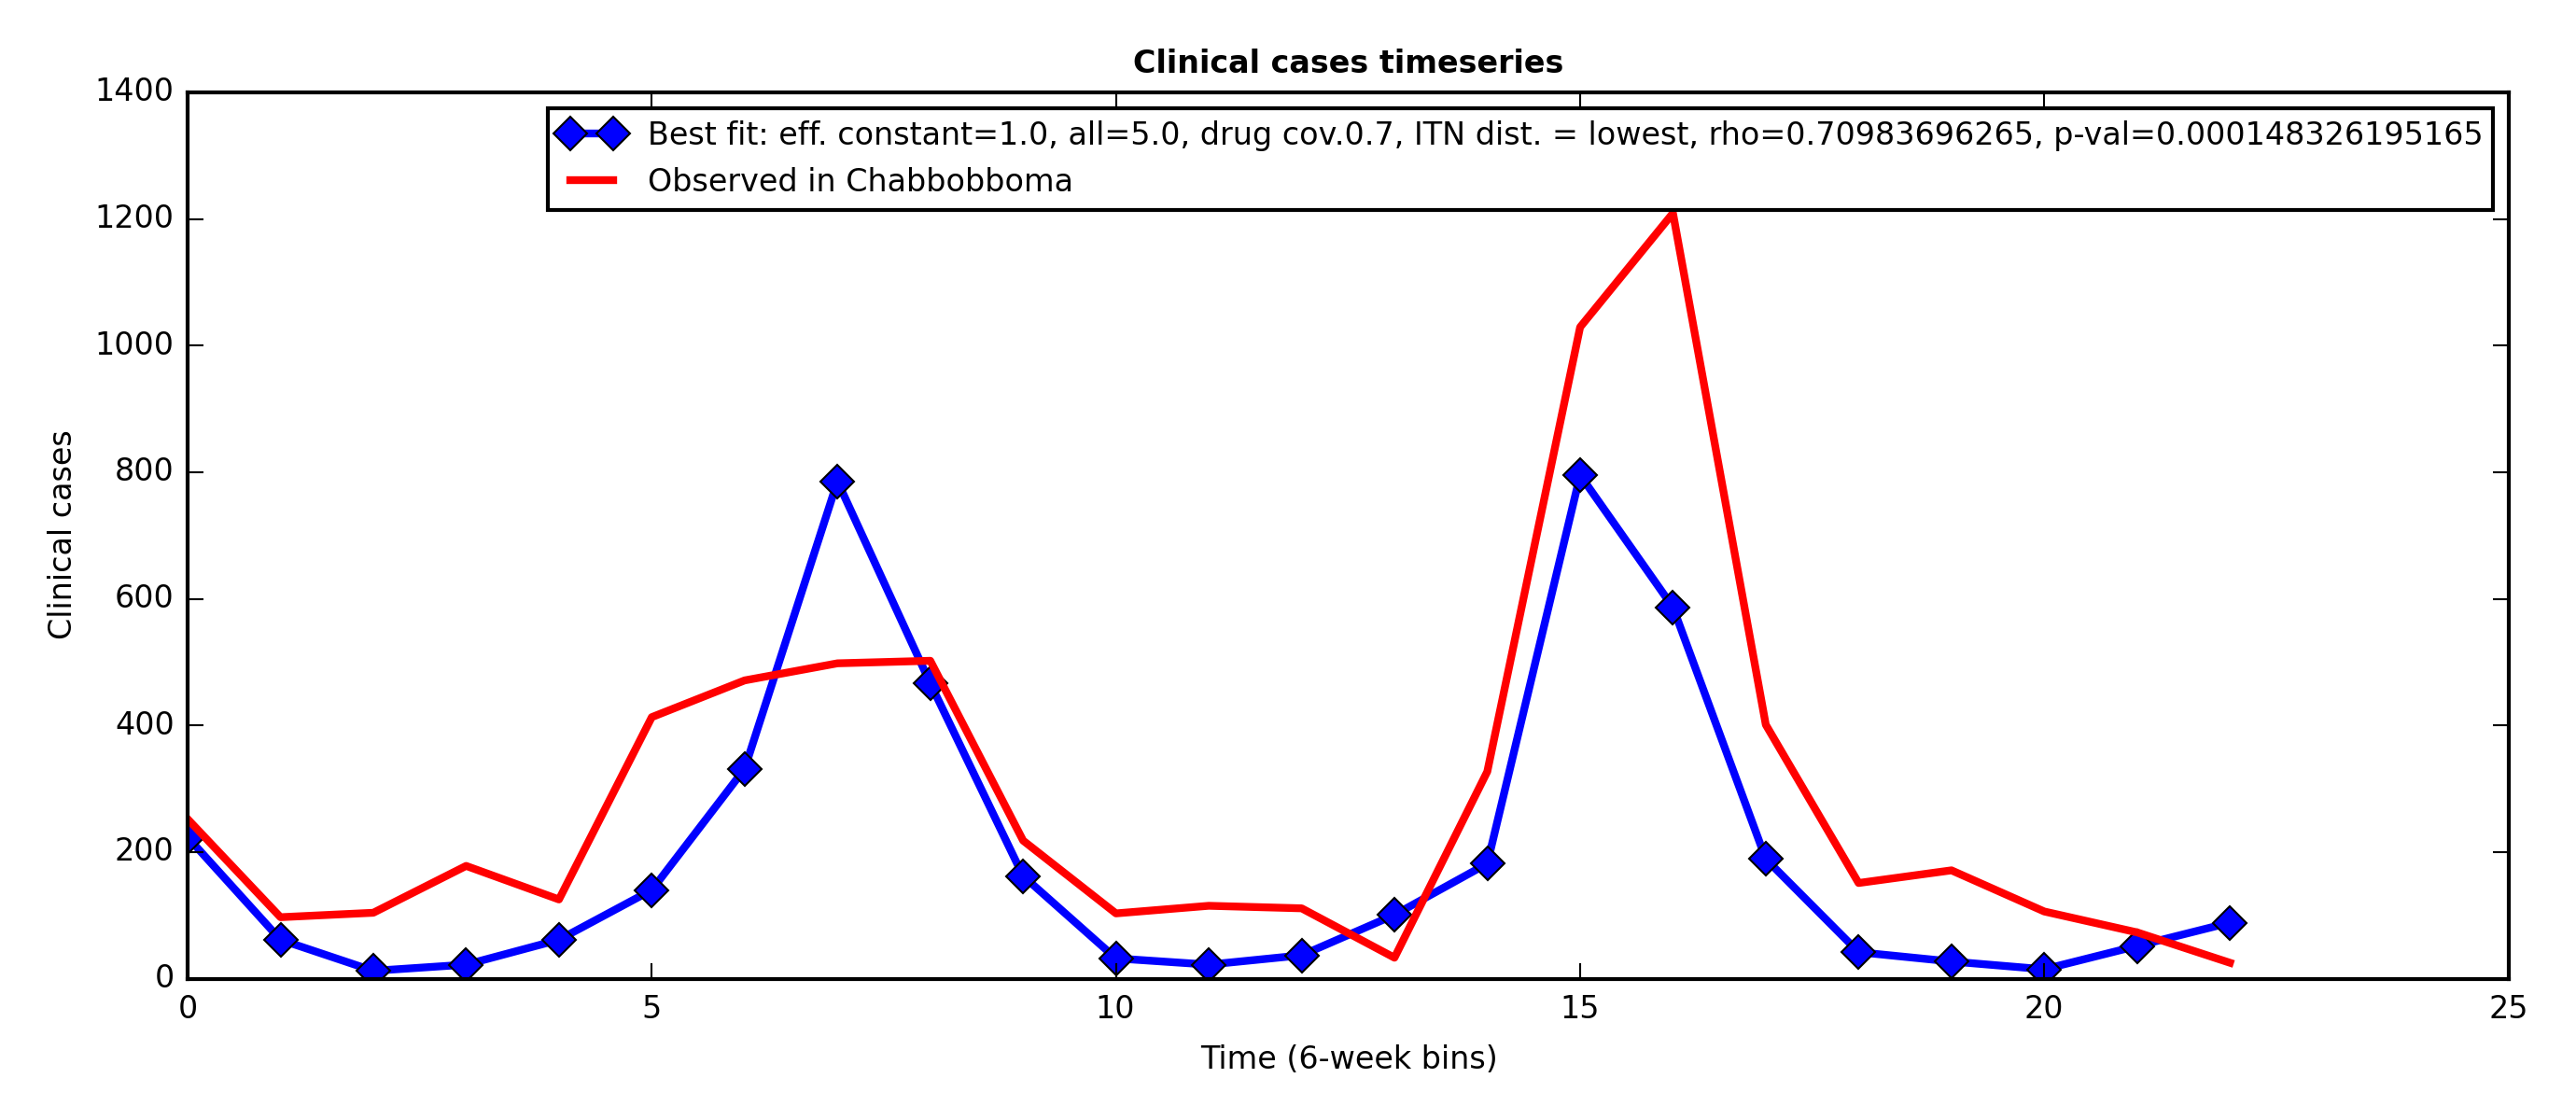 Clinical cases timeseries
1400
1200
1000
800
600
400
200
0
Clinical cases
Best fit: eff. constant=1.0, all=5.0, drug cov.0.7, ITN dist. = lowest, rho=0.70983696265, p-val=0.000148326195165
Observed in Chabbobboma
0 5 10 15 20 25
Time (6-week bins)